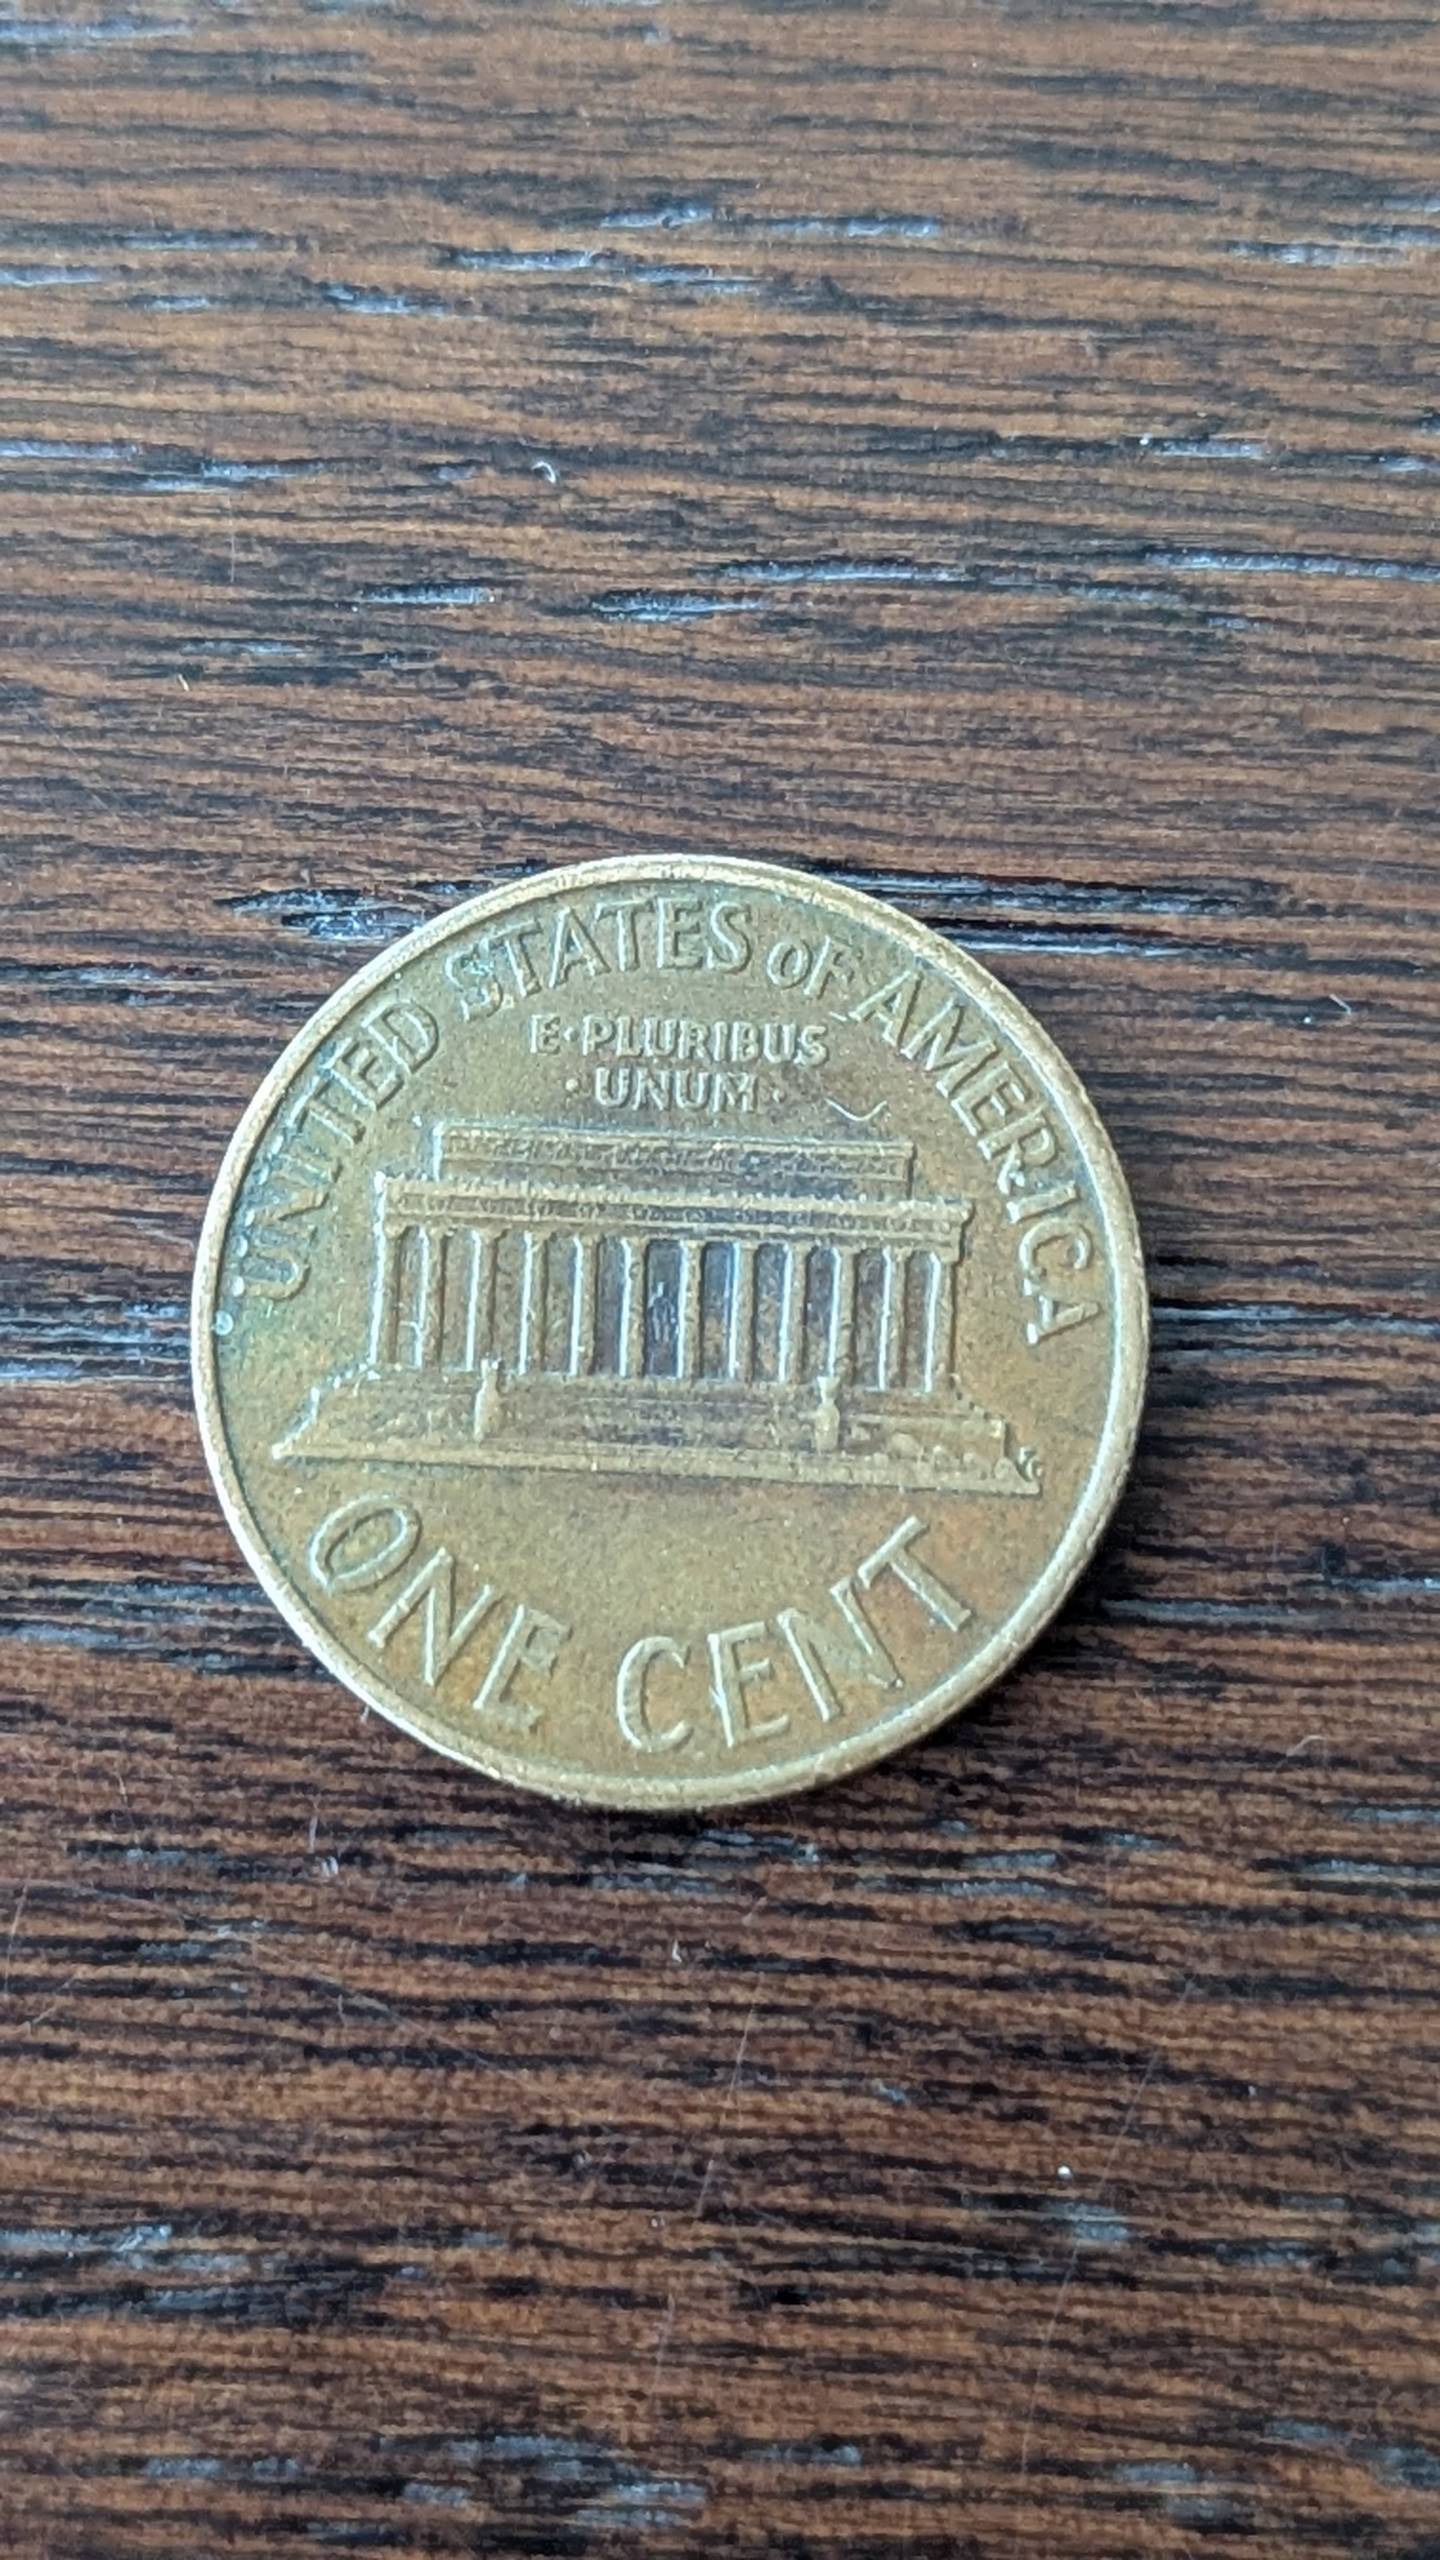 UNITED STATES OF AMERICA
E·PLURIBUS
·UNUM·
ONE CENT